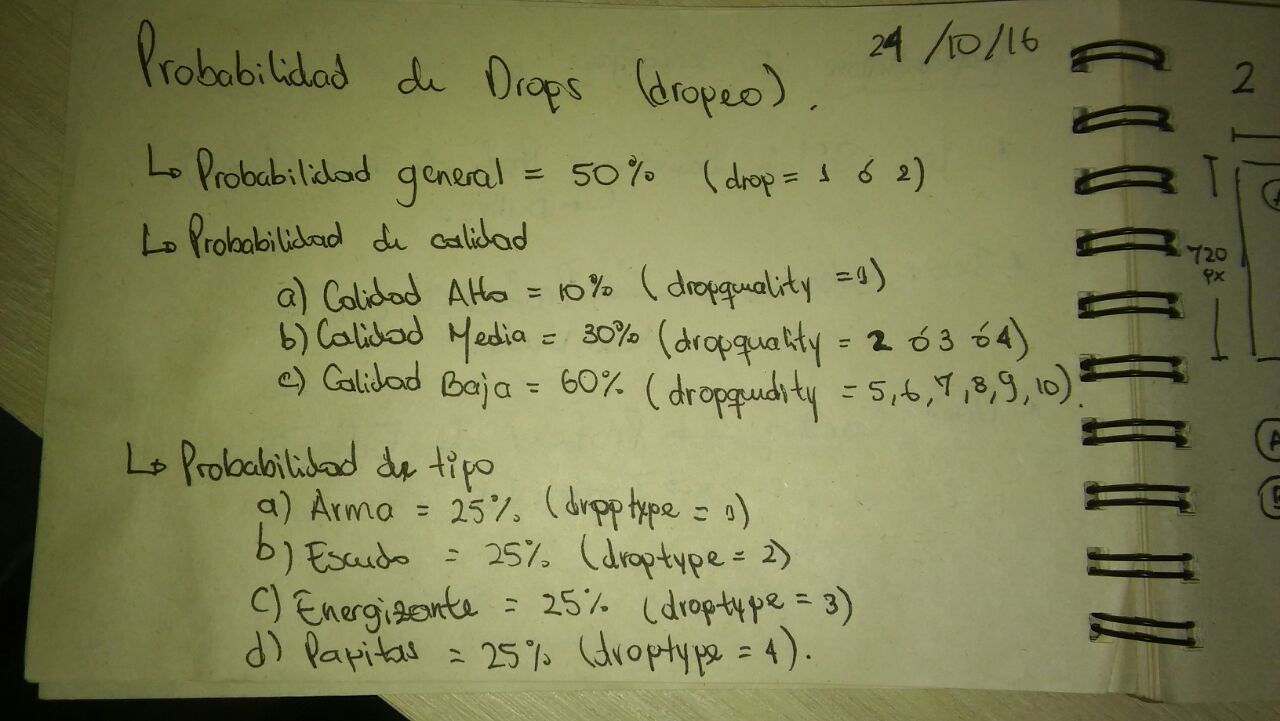 24/10/16
Probabilidad de Drops (dropeo).
↳ Probabilidad general = 50% (drop = 1 ó 2)
↳ Probabilidad de calidad
a) Calidad Alta = 10% (dropquality = 1)
b) Calidad Media = 30% (dropquality = 2 ó 3 ó 4)
c) Calidad Baja = 60% (dropquality = 5, 6, 7, 8, 9, 10).
↳ Probabilidad de tipo
a) Arma = 25% (droptype = 1)
b) Escudo = 25% (droptype = 2)
c) Energizante = 25% (droptype = 3)
d) Papitas = 25% (droptype = 4).
2
720
px